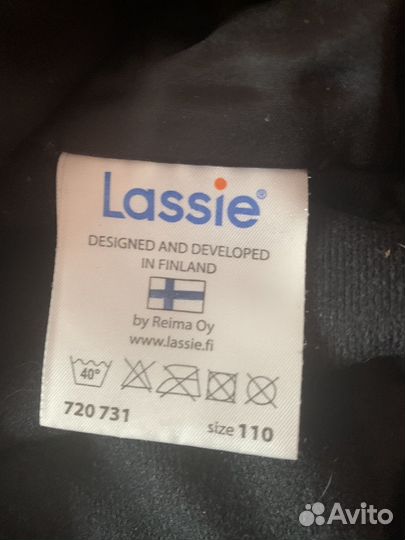 Lassie®
DESIGNED AND DEVELOPED
IN FINLAND
by Reima Oy
www.lassie.fi
40°
720 731 size 110
Avito